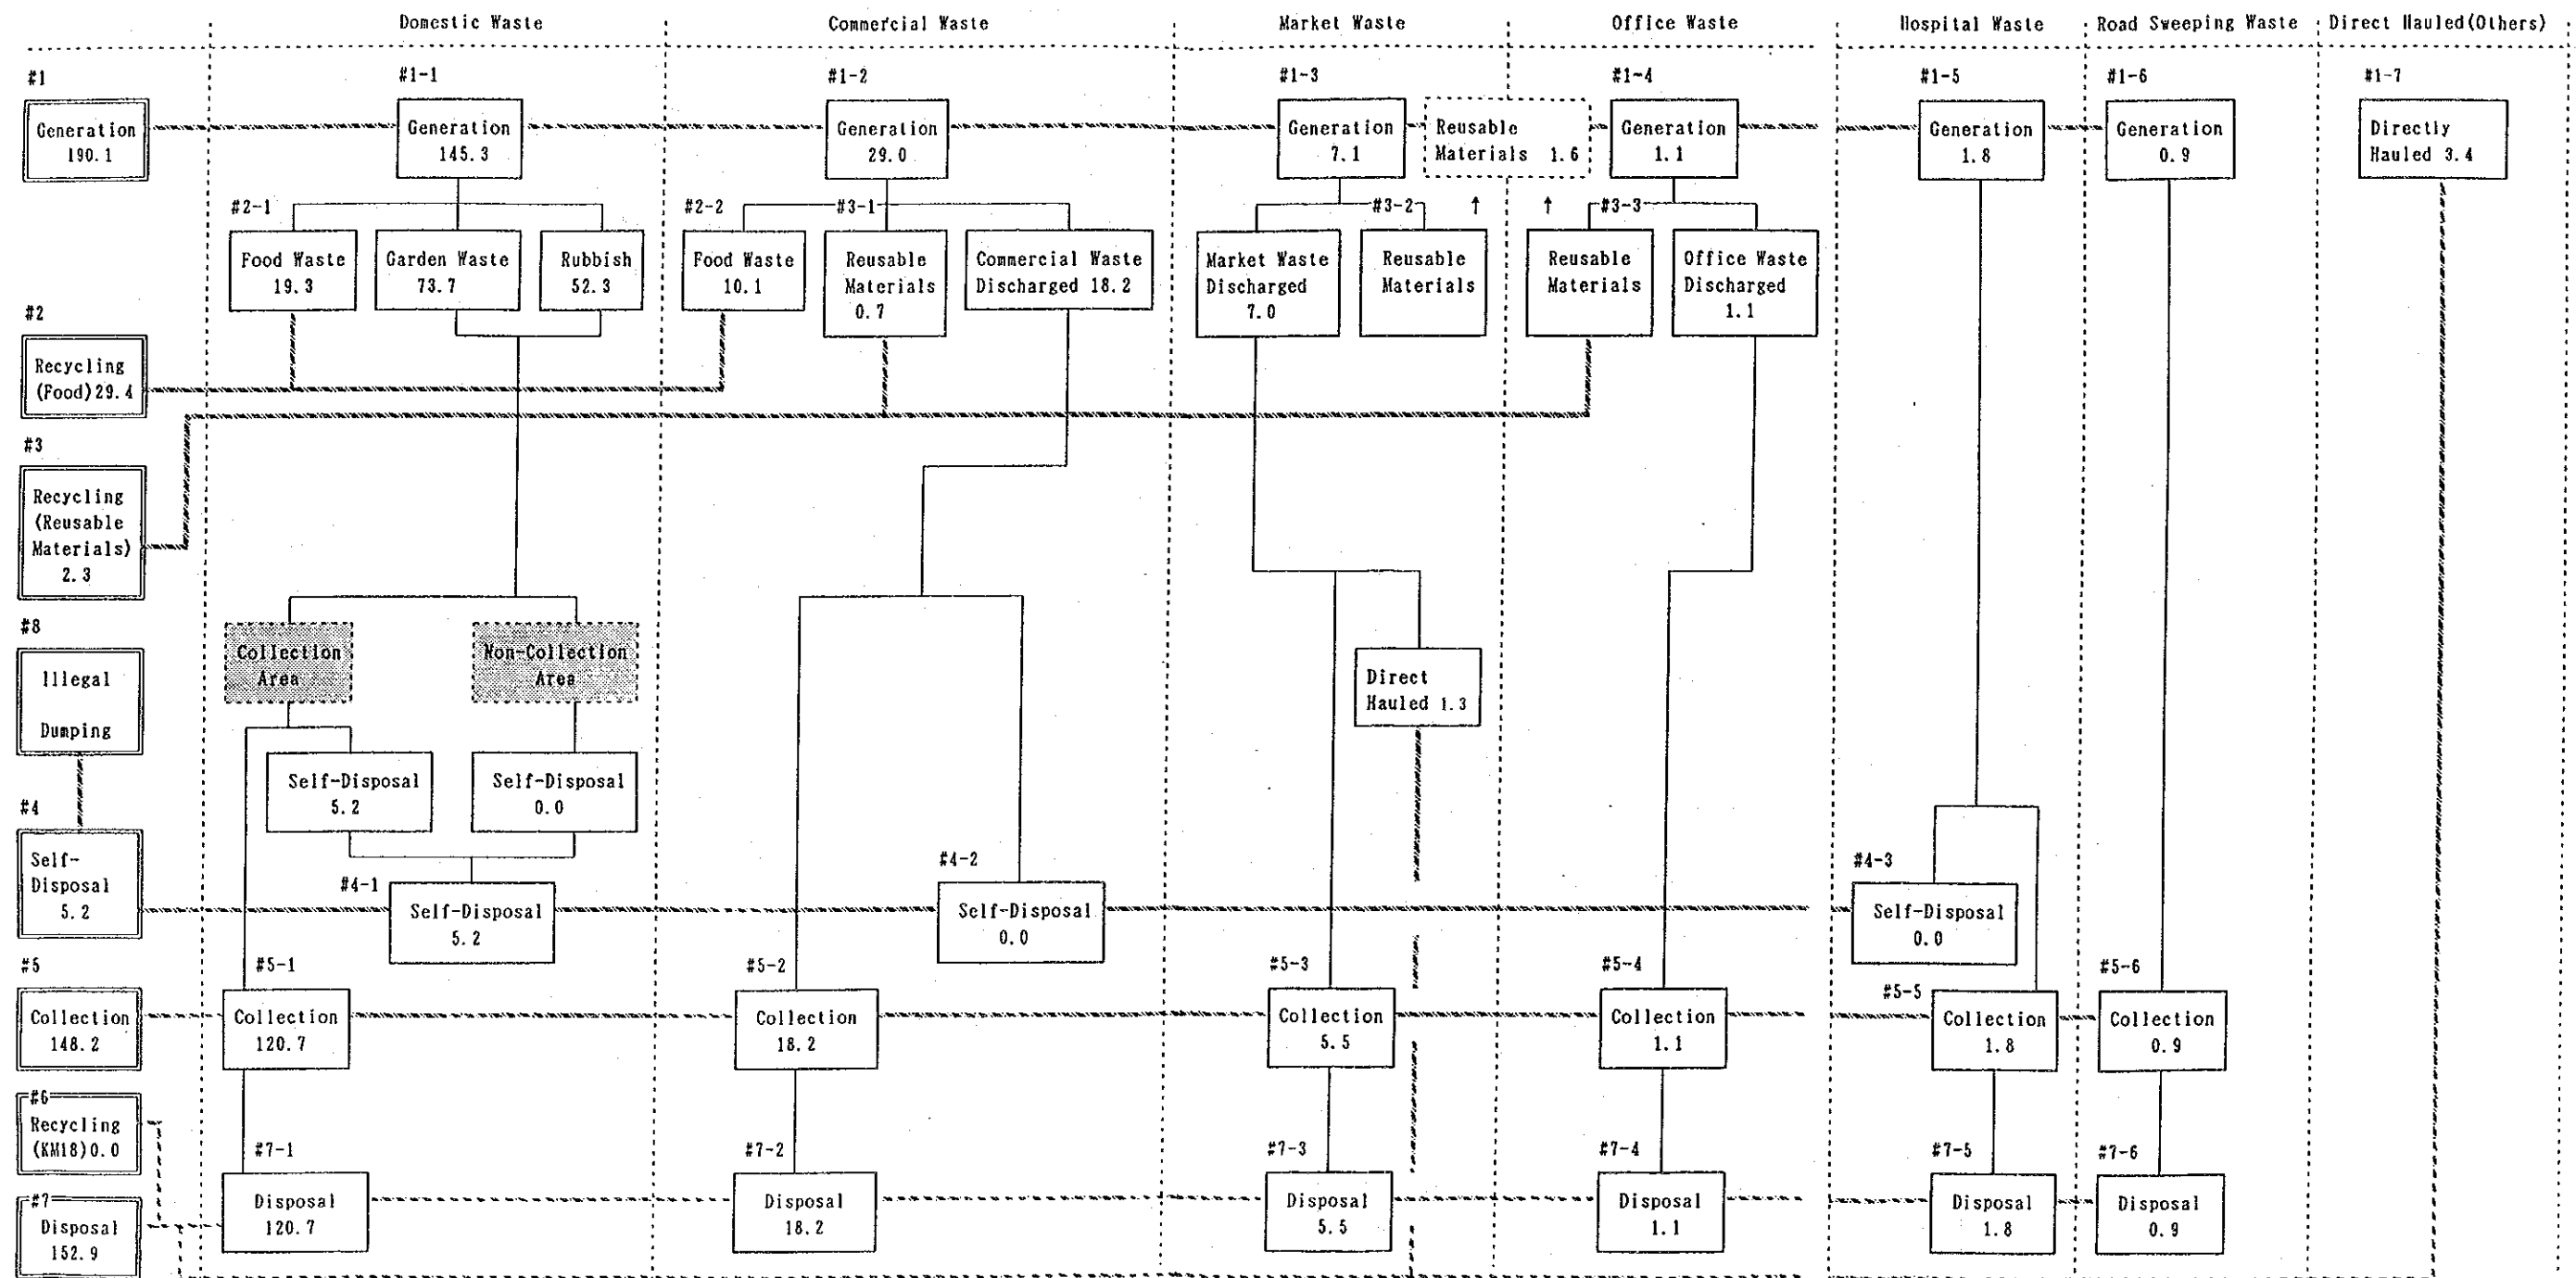 Domestic Waste
Commercial Waste
Market Waste
Office Waste
Hospital Waste
Road Sweeping Waste
Direct Hauled(Others)
#1
Generation
190.1
#1-1
Generation
145.3
#1-2
Generation
29.0
#1-3
Generation
7.1
Reusable
Materials 1.6
#1-4
Generation
1.1
#1-5
Generation
1.8
#1-6
Generation
0.9
#1-7
Directly
Hauled 3.4
#2-1
Food Waste
19.3
Garden Waste
73.7
Rubbish
52.3
#2-2
Food Waste
10.1
#3-1
Reusable
Materials
0.7
Commercial Waste
Discharged 18.2
Market Waste
Discharged
7.0
#3-2
↑
Reusable
Materials
↑
#3-3
Reusable
Materials
Office Waste
Discharged
1.1
#2
Recycling
(Food)29.4
#3
Recycling
(Reusable
Materials)
2.3
#8
Illegal
Dumping
Collection
Area
Non-Collection
Area
Direct
Hauled 1.3
Self-Disposal
5.2
Self-Disposal
0.0
#4
Self-
Disposal
5.2
#4-1
Self-Disposal
5.2
#4-2
Self-Disposal
0.0
#4-3
Self-Disposal
0.0
#5
Collection
148.2
#5-1
Collection
120.7
#5-2
Collection
18.2
#5-3
Collection
5.5
#5-4
Collection
1.1
#5-5
Collection
1.8
#5-6
Collection
0.9
#6
Recycling
(KM18)0.0
#7
Disposal
152.9
#7-1
Disposal
120.7
#7-2
Disposal
18.2
#7-3
Disposal
5.5
#7-4
Disposal
1.1
#7-5
Disposal
1.8
#7-6
Disposal
0.9